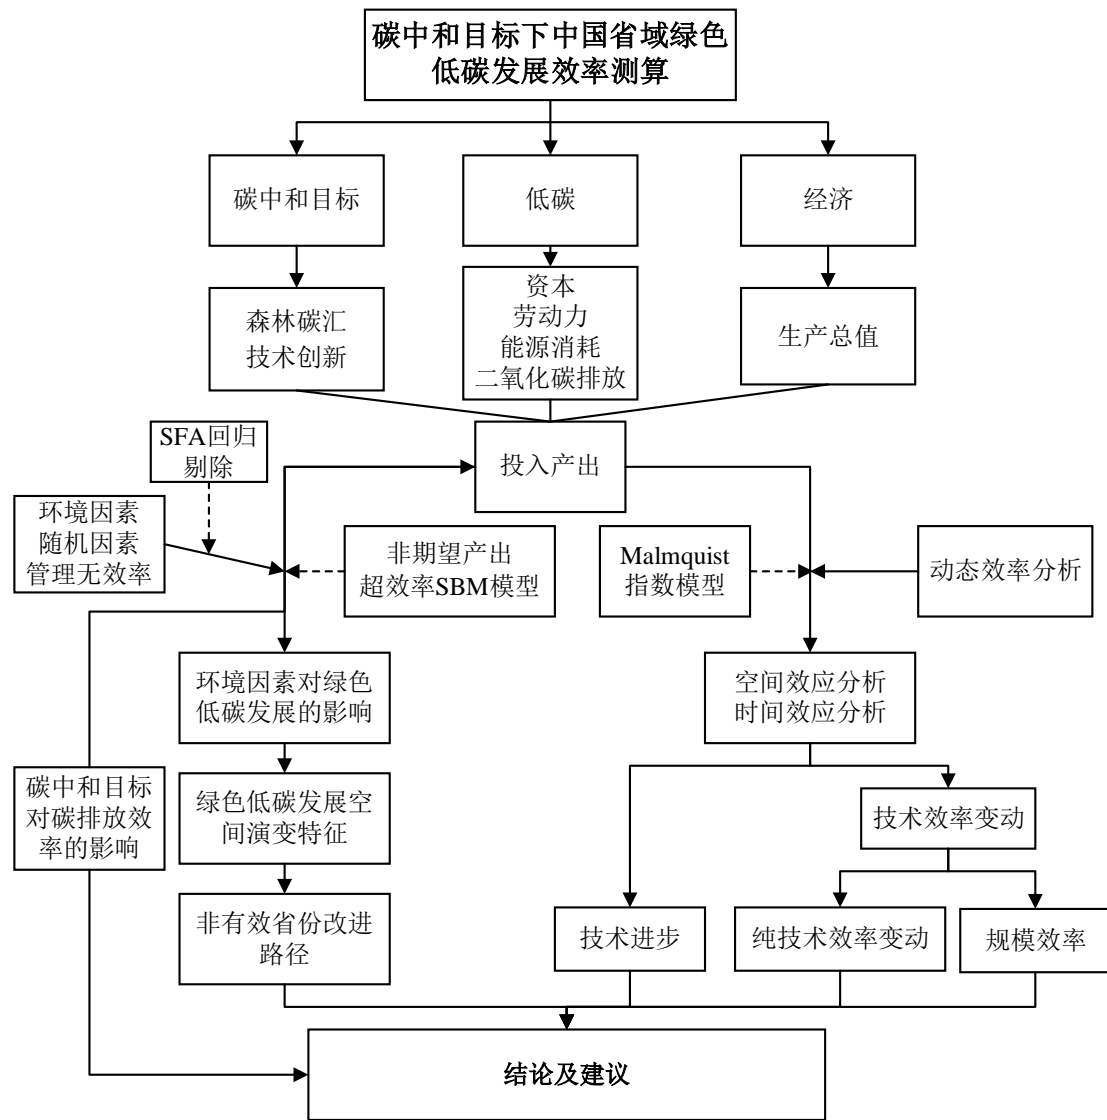 碳中和目标下中国省域绿色
低碳发展效率测算
碳中和目标
低碳
经济
森林碳汇
技术创新
资本
劳动力
能源消耗
二氧化碳排放
生产总值
SFA回归
剔除
投入产出
环境因素
随机因素
管理无效率
非期望产出
超效率SBM模型
Malmquist
指数模型
动态效率分析
环境因素对绿色
低碳发展的影响
空间效应分析
时间效应分析
碳中和目标
对碳排放效
率的影响
绿色低碳发展空
间演变特征
技术效率变动
非有效省份改进
路径
技术进步
纯技术效率变动
规模效率
结论及建议